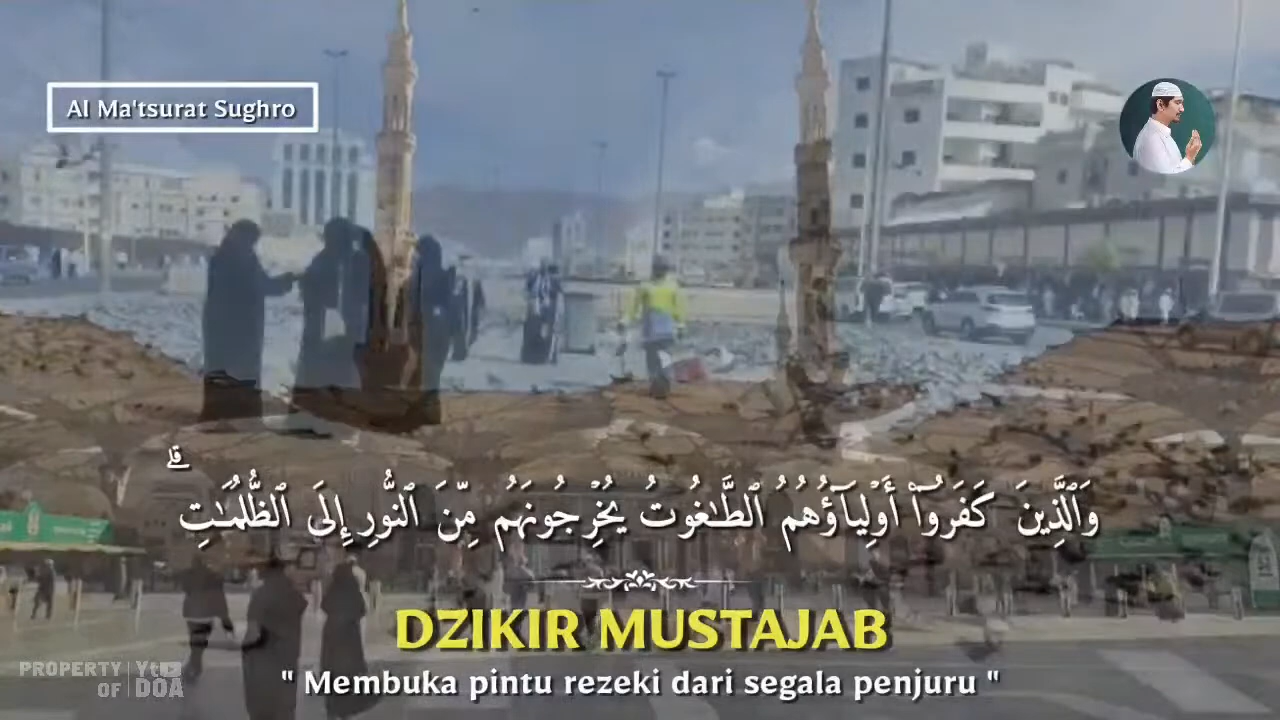 Al Ma'tsurat Sughro
وَٱلَّذِينَ كَفَرُوٓا۟ أَوْلِيَآؤُهُمُ ٱلطَّٰغُوتُ يُخْرِجُونَهُم مِّنَ ٱلنُّورِ إِلَى ٱلظُّلُمَٰتِ ۗ
DZIKIR MUSTAJAB
" Membuka pintu rezeki dari segala penjuru "
PROPERTY OF | Yt DOA